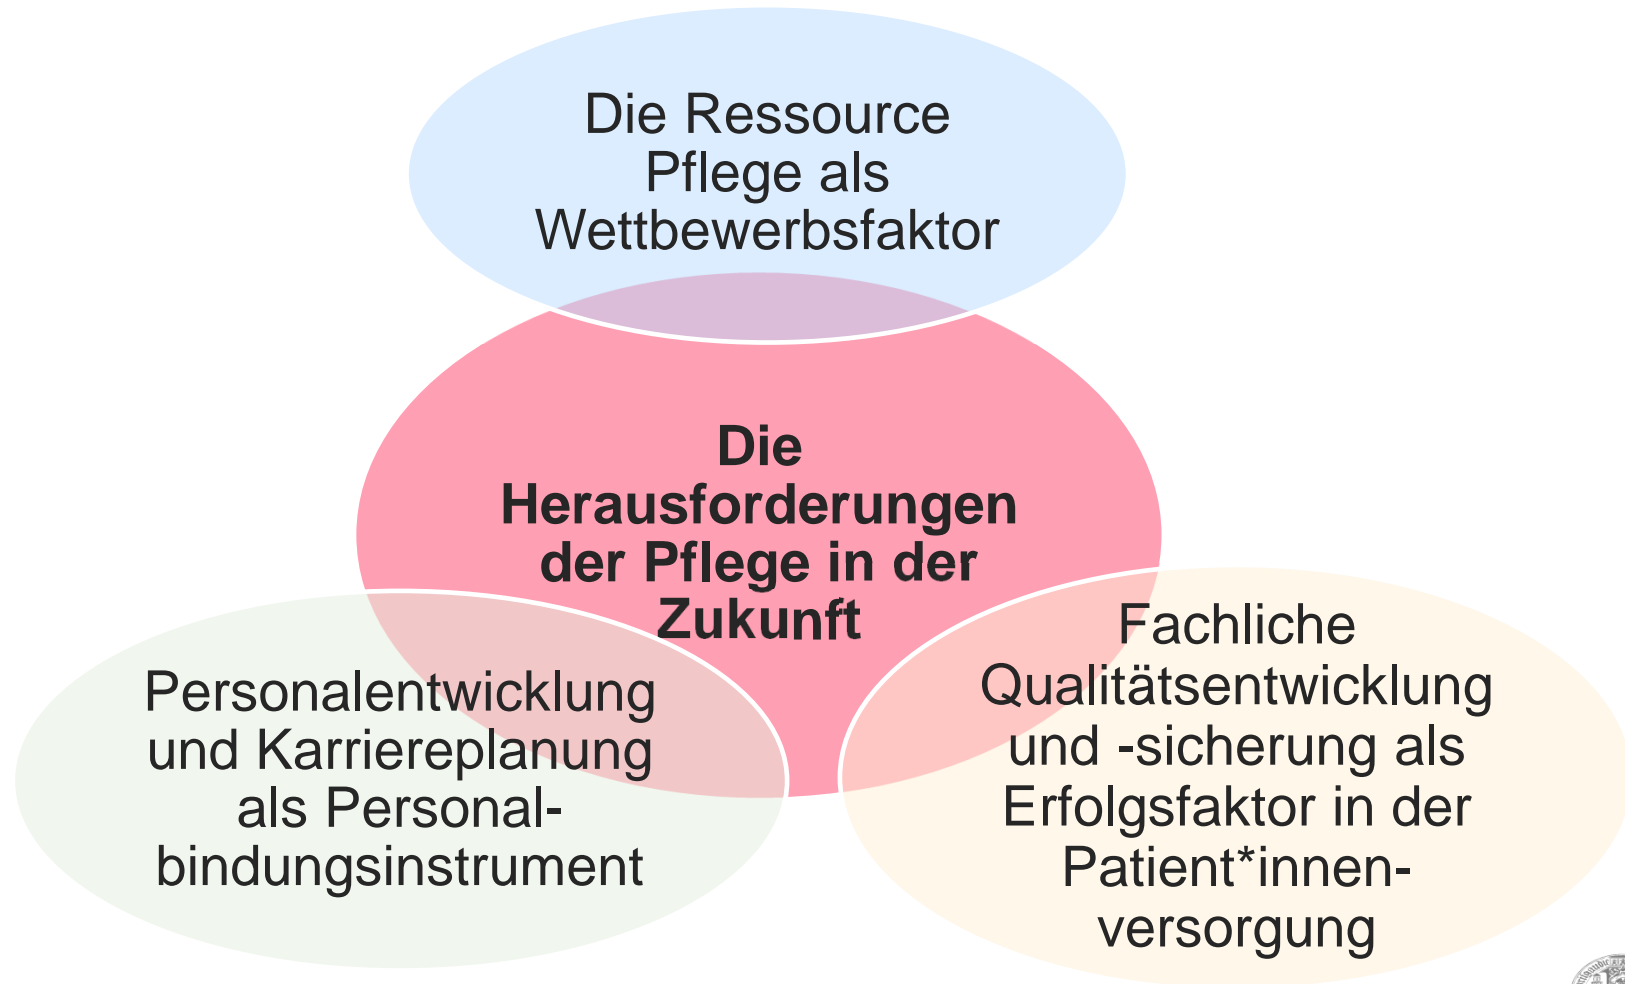 Die Ressource
Pflege als
Wettbewerbsfaktor
Die
Herausforderungen
der Pflege in der
Zukunft
Personalentwicklung
und Karriereplanung
als Personal-
bindungsinstrument
Fachliche
Qualitätsentwicklung
und -sicherung als
Erfolgsfaktor in der
Patient*innen-
versorgung